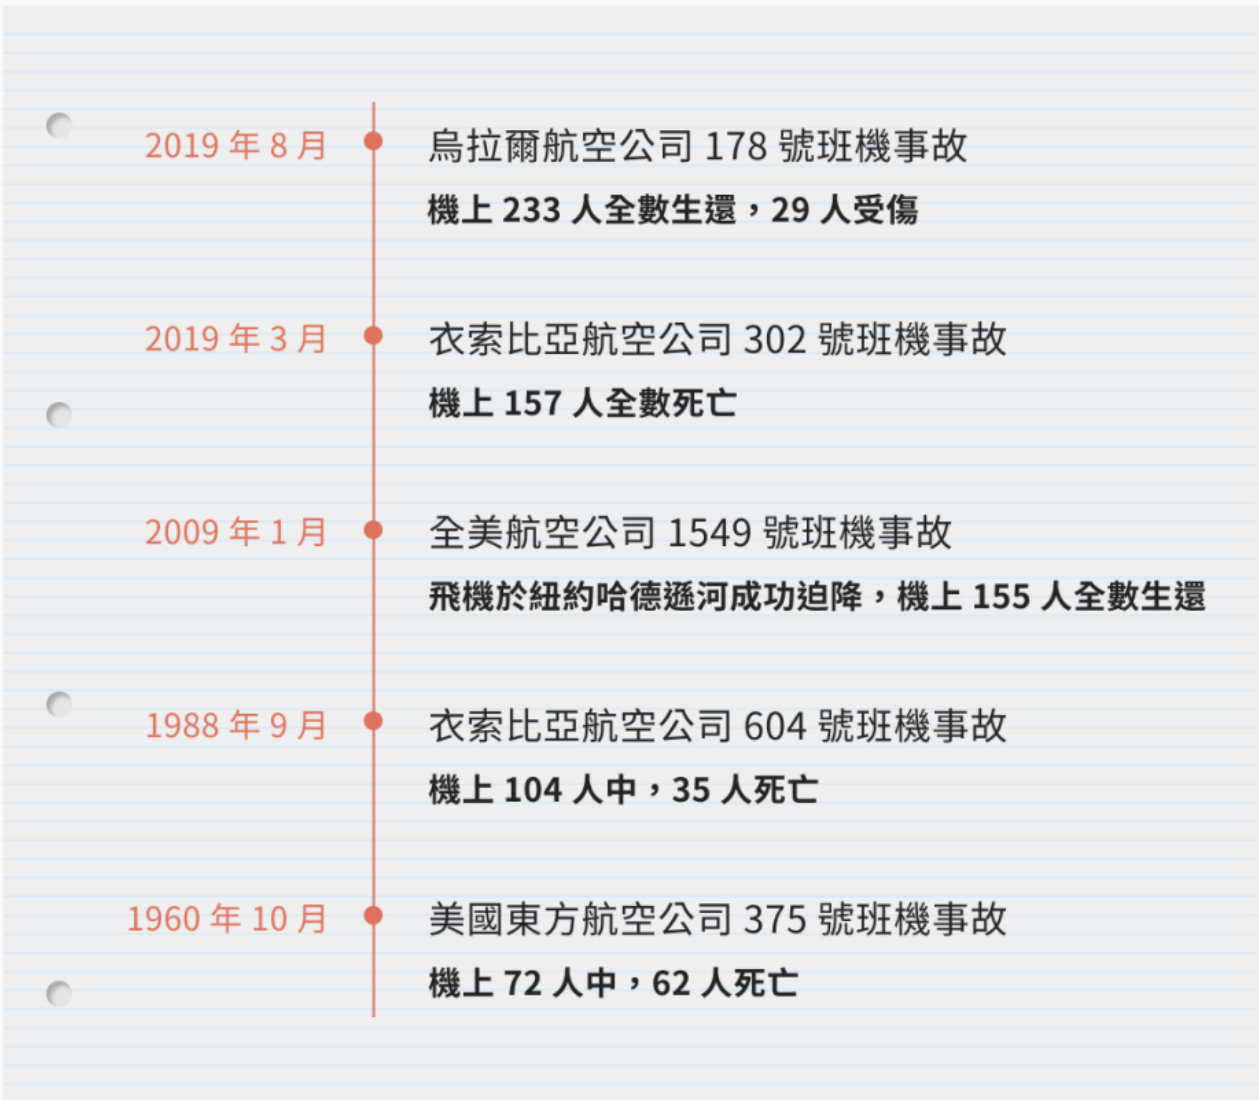 2019 年 8 月
烏拉爾航空公司 178 號班機事故
機上 233 人全數生還，29 人受傷
2019 年 3 月
衣索比亞航空公司 302 號班機事故
機上 157 人全數死亡
2009 年 1 月
全美航空公司 1549 號班機事故
飛機於紐約哈德遜河成功迫降，機上 155 人全數生還
1988 年 9 月
衣索比亞航空公司 604 號班機事故
機上 104 人中，35 人死亡
1960 年 10 月
美國東方航空公司 375 號班機事故
機上 72 人中，62 人死亡